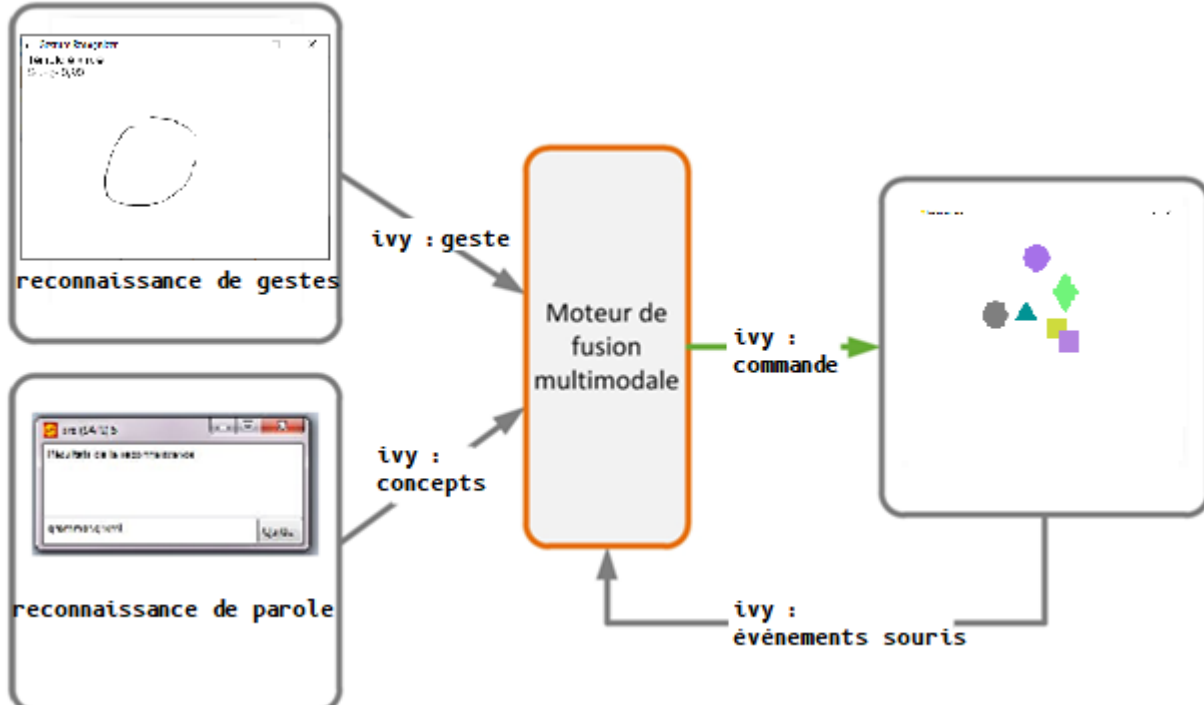 reconnaissance de gestes
ivy : geste
Moteur de
fusion
multimodale
ivy :
commande
ivy :
concepts
Résultats de la reconnaissance
reconnaissance de parole
ivy :
événements souris